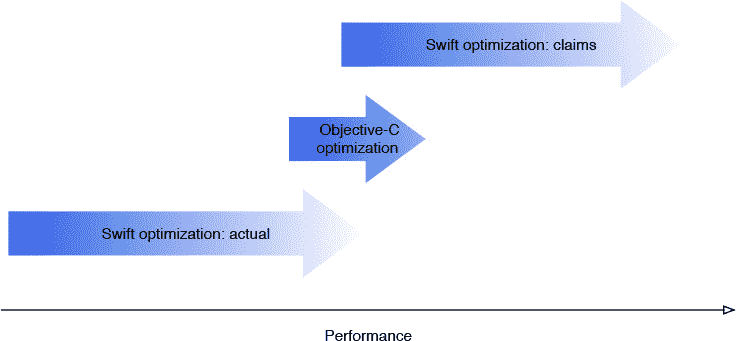 Swift optimization: claims
Objective-C
optimization
Swift optimization: actual
Performance